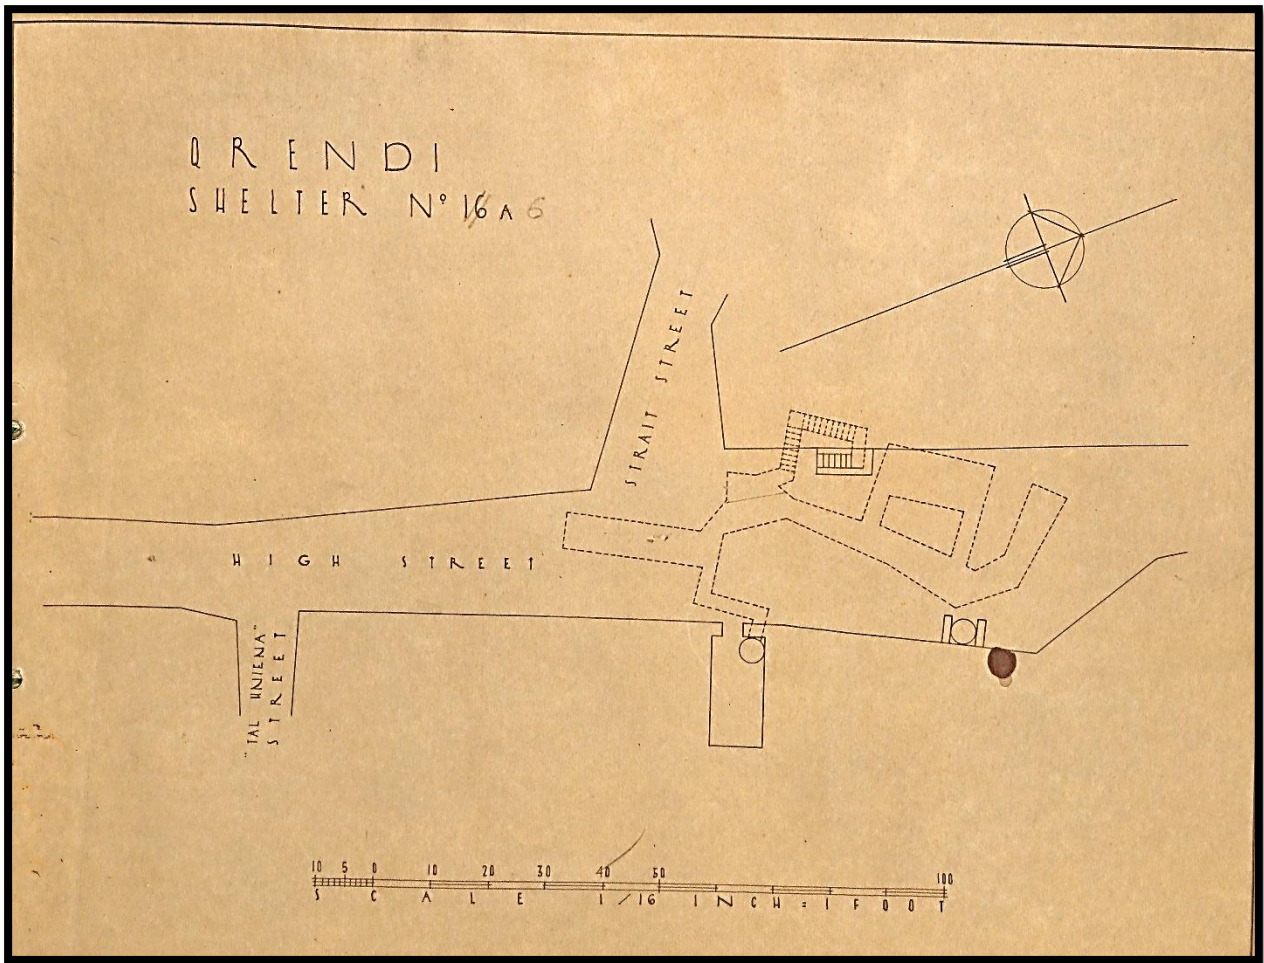 QRENDI
SHELTER Nº 16A 6
STRAIT STREET
HIGH STREET
"TAL HNIENA"
STREET
10 5 0 10 20 30 40 50 100
SCALE 1/16 INCH = 1 FOOT